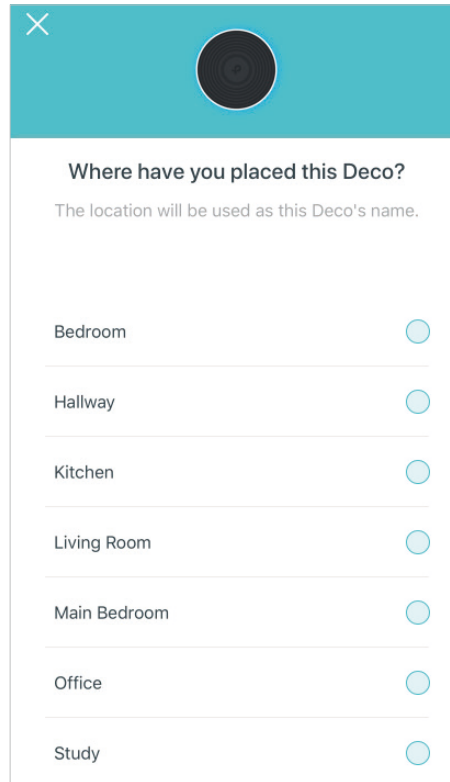 Where have you placed this Deco?
The location will be used as this Deco's name.
Bedroom
Hallway
Kitchen
Living Room
Main Bedroom
Office
Study